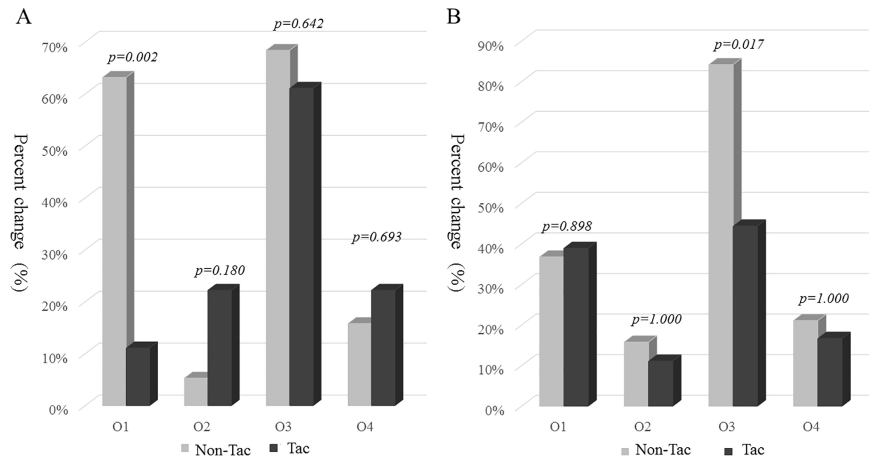 A
Percent change (%)
70%
60%
50%
40%
30%
20%
10%
0%
p=0.002
p=0.180
p=0.642
p=0.693
O1 O2 O3 O4
Non-Tac Tac
B
Percent change (%)
90%
80%
70%
60%
50%
40%
30%
20%
10%
0%
p=0.898
p=1.000
p=0.017
p=1.000
O1 O2 O3 O4
Non-Tac Tac